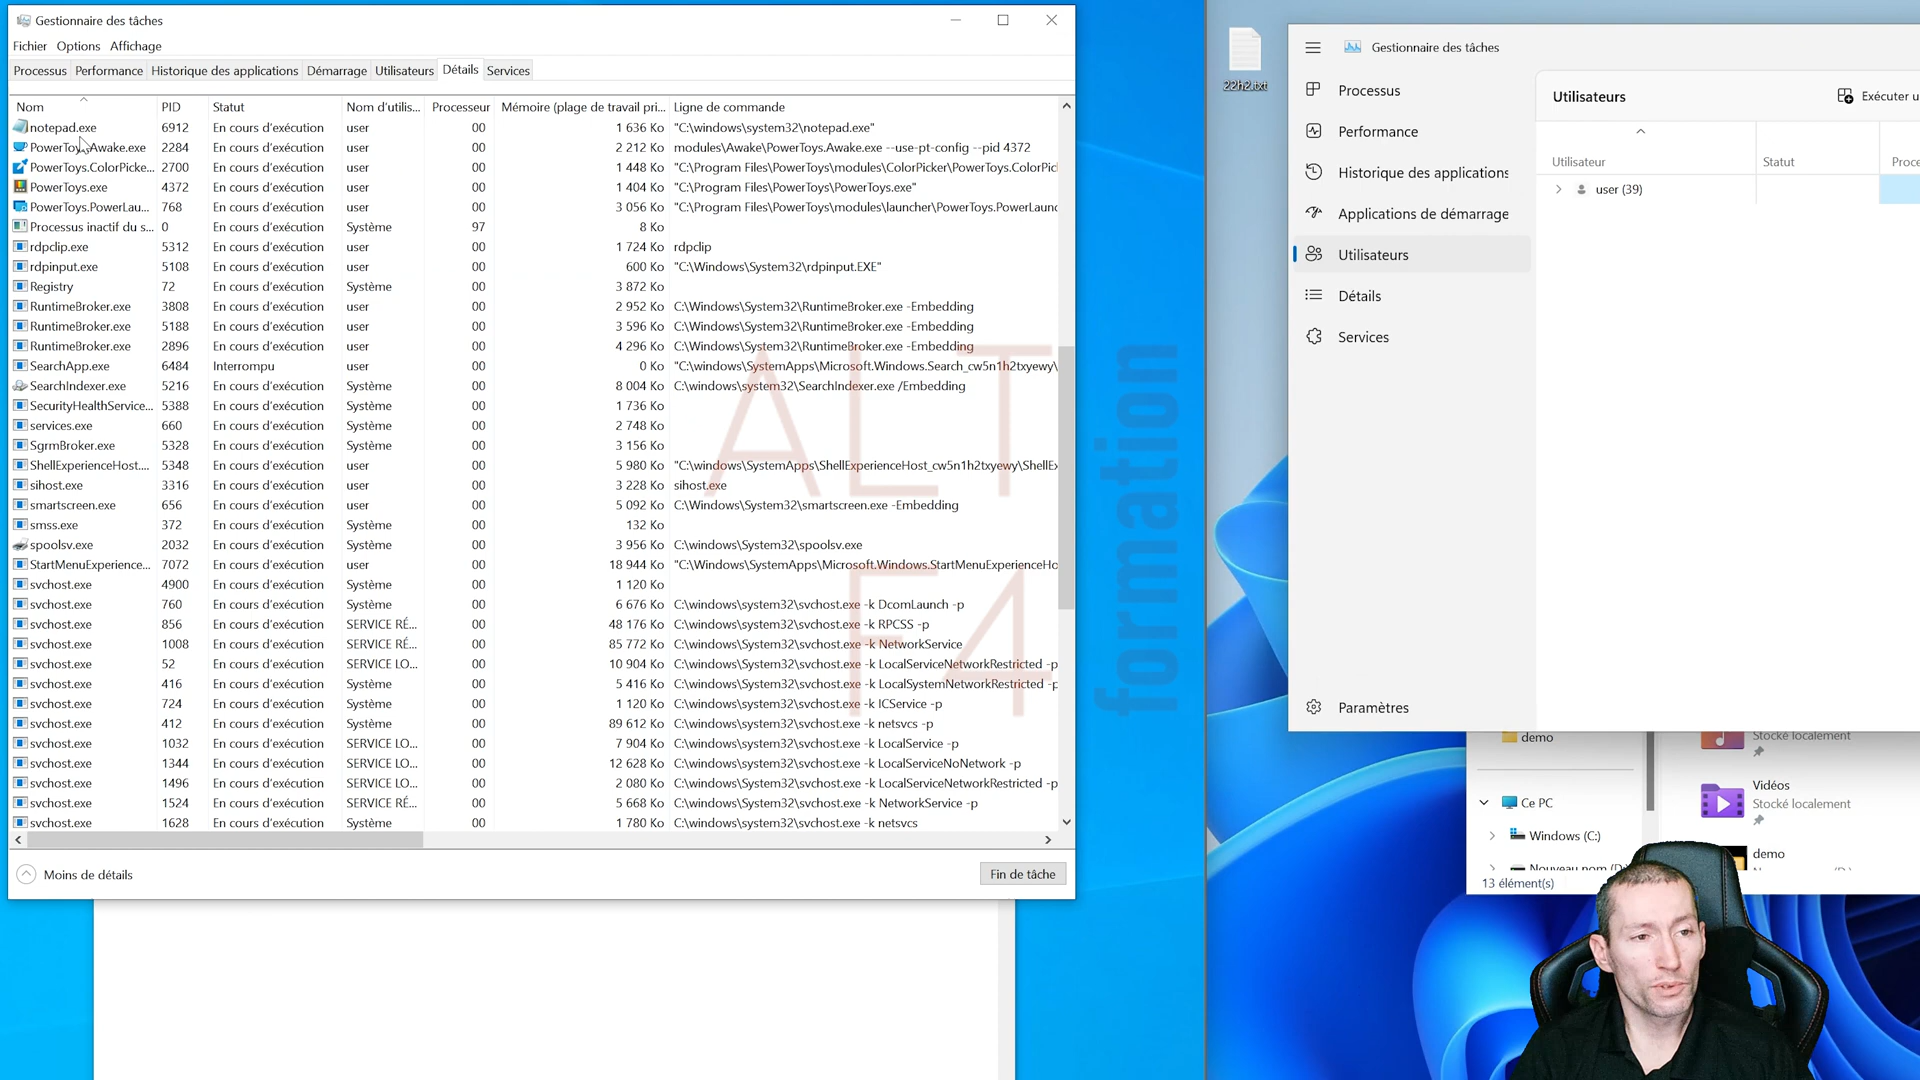 Gestionnaire des tâches
Fichier Options Affichage
Processus Performance Historique des applications Démarrage Utilisateurs Détails Services
Nom PID Statut Nom d'utilis... Processeur Mémoire (plage de travail pri... Ligne de commande
notepad.exe 6912 En cours d'exécution user 00 1 636 Ko "C:\windows\system32\notepad.exe"
PowerToys.Awake.exe 2284 En cours d'exécution user 00 2 212 Ko modules\Awake\PowerToys.Awake.exe --use-pt-config --pid 4372
PowerToys.ColorPicke... 2700 En cours d'exécution user 00 1 448 Ko "C:\Program Files\PowerToys\modules\ColorPicker\PowerToys.ColorPic
PowerToys.exe 4372 En cours d'exécution user 00 1 404 Ko "C:\Program Files\PowerToys\PowerToys.exe"
PowerToys.PowerLau... 768 En cours d'exécution user 00 3 056 Ko "C:\Program Files\PowerToys\modules\launcher\PowerToys.PowerLaunc
Processus inactif du s... 0 En cours d'exécution Système 97 8 Ko
rdpclip.exe 5312 En cours d'exécution user 00 1 724 Ko rdpclip
rdpinput.exe 5108 En cours d'exécution user 00 600 Ko "C:\Windows\System32\rdpinput.EXE"
Registry 72 En cours d'exécution Système 00 3 872 Ko
RuntimeBroker.exe 3808 En cours d'exécution user 00 2 952 Ko C:\Windows\System32\RuntimeBroker.exe -Embedding
RuntimeBroker.exe 5188 En cours d'exécution user 00 3 596 Ko C:\Windows\System32\RuntimeBroker.exe -Embedding
RuntimeBroker.exe 2896 En cours d'exécution user 00 4 296 Ko C:\Windows\System32\RuntimeBroker.exe -Embedding
SearchApp.exe 6484 Interrompu user 00 0 Ko "C:\windows\SystemApps\Microsoft.Windows.Search_cw5n1h2txyewy\
SearchIndexer.exe 5216 En cours d'exécution Système 00 8 004 Ko C:\windows\system32\SearchIndexer.exe /Embedding
SecurityHealthService... 5388 En cours d'exécution Système 00 1 736 Ko
services.exe 660 En cours d'exécution Système 00 2 748 Ko
SgrmBroker.exe 5328 En cours d'exécution Système 00 3 156 Ko
ShellExperienceHost.... 5348 En cours d'exécution user 00 5 980 Ko "C:\windows\SystemApps\ShellExperienceHost_cw5n1h2txyewy\ShellEx
sihost.exe 3316 En cours d'exécution user 00 3 228 Ko sihost.exe
smartscreen.exe 656 En cours d'exécution user 00 5 092 Ko C:\Windows\System32\smartscreen.exe -Embedding
smss.exe 372 En cours d'exécution Système 00 132 Ko
spoolsv.exe 2032 En cours d'exécution Système 00 3 956 Ko C:\windows\System32\spoolsv.exe
StartMenuExperience... 7072 En cours d'exécution user 00 18 944 Ko "C:\Windows\SystemApps\Microsoft.Windows.StartMenuExperienceHo
svchost.exe 4900 En cours d'exécution Système 00 1 120 Ko
svchost.exe 760 En cours d'exécution Système 00 6 676 Ko C:\windows\system32\svchost.exe -k DcomLaunch -p
svchost.exe 856 En cours d'exécution SERVICE RÉ... 00 48 176 Ko C:\windows\system32\svchost.exe -k RPCSS -p
svchost.exe 1008 En cours d'exécution SERVICE RÉ... 00 85 772 Ko C:\windows\System32\svchost.exe -k NetworkService
svchost.exe 52 En cours d'exécution SERVICE LO... 00 10 904 Ko C:\windows\System32\svchost.exe -k LocalServiceNetworkRestricted -p
svchost.exe 416 En cours d'exécution Système 00 5 416 Ko C:\windows\system32\svchost.exe -k LocalSystemNetworkRestricted -p
svchost.exe 724 En cours d'exécution Système 00 1 120 Ko C:\windows\system32\svchost.exe -k ICService -p
svchost.exe 412 En cours d'exécution Système 00 89 612 Ko C:\windows\system32\svchost.exe -k netsvcs -p
svchost.exe 1032 En cours d'exécution SERVICE LO... 00 7 904 Ko C:\windows\system32\svchost.exe -k LocalService -p
svchost.exe 1344 En cours d'exécution SERVICE LO... 00 12 628 Ko C:\windows\system32\svchost.exe -k LocalServiceNoNetwork -p
svchost.exe 1496 En cours d'exécution SERVICE LO... 00 2 080 Ko C:\windows\system32\svchost.exe -k LocalServiceNetworkRestricted -p
svchost.exe 1524 En cours d'exécution SERVICE RÉ... 00 5 668 Ko C:\windows\System32\svchost.exe -k NetworkService -p
svchost.exe 1628 En cours d'exécution Système 00 1 780 Ko C:\windows\system32\svchost.exe -k netsvcs
Moins de détails Fin de tâche
ALT
F4
formation
22h2.txt
Gestionnaire des tâches
Processus
Performance
Historique des applications
Applications de démarrage
Utilisateurs
Détails
Services
Paramètres
Utilisateurs Exécuter u
Utilisateur Statut Proce
user (39)
demo
Ce PC
Windows (C:)
Nouveau nom (D:)
13 élément(s)
Stocké localement
Vidéos
Stocké localement
demo